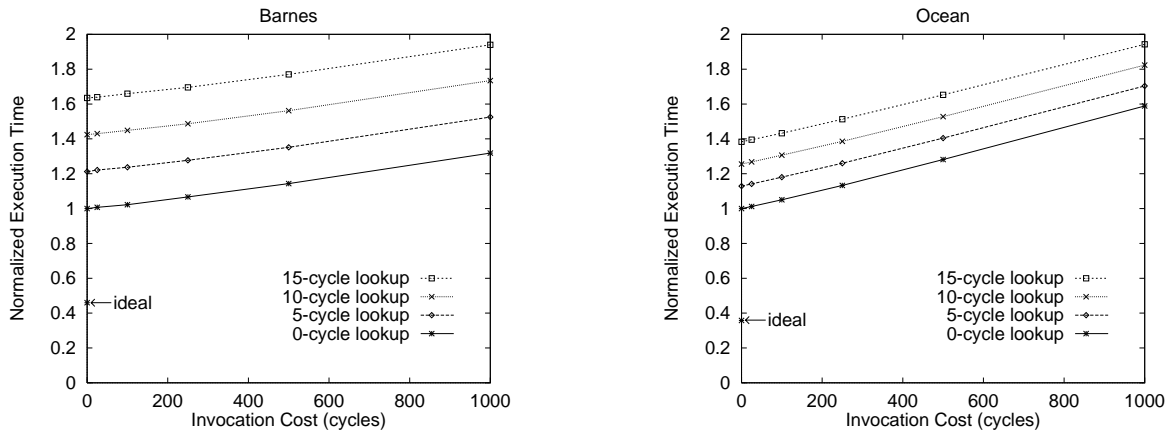 Barnes
Normalized Execution Time
2
1.8
1.6
1.4
1.2
1
0.8
0.6
0.4
0.2
0
ideal
15-cycle lookup
10-cycle lookup
5-cycle lookup
0-cycle lookup
0 200 400 600 800 1000
Invocation Cost (cycles)
Ocean
Normalized Execution Time
2
1.8
1.6
1.4
1.2
1
0.8
0.6
0.4
0.2
0
ideal
15-cycle lookup
10-cycle lookup
5-cycle lookup
0-cycle lookup
0 200 400 600 800 1000
Invocation Cost (cycles)